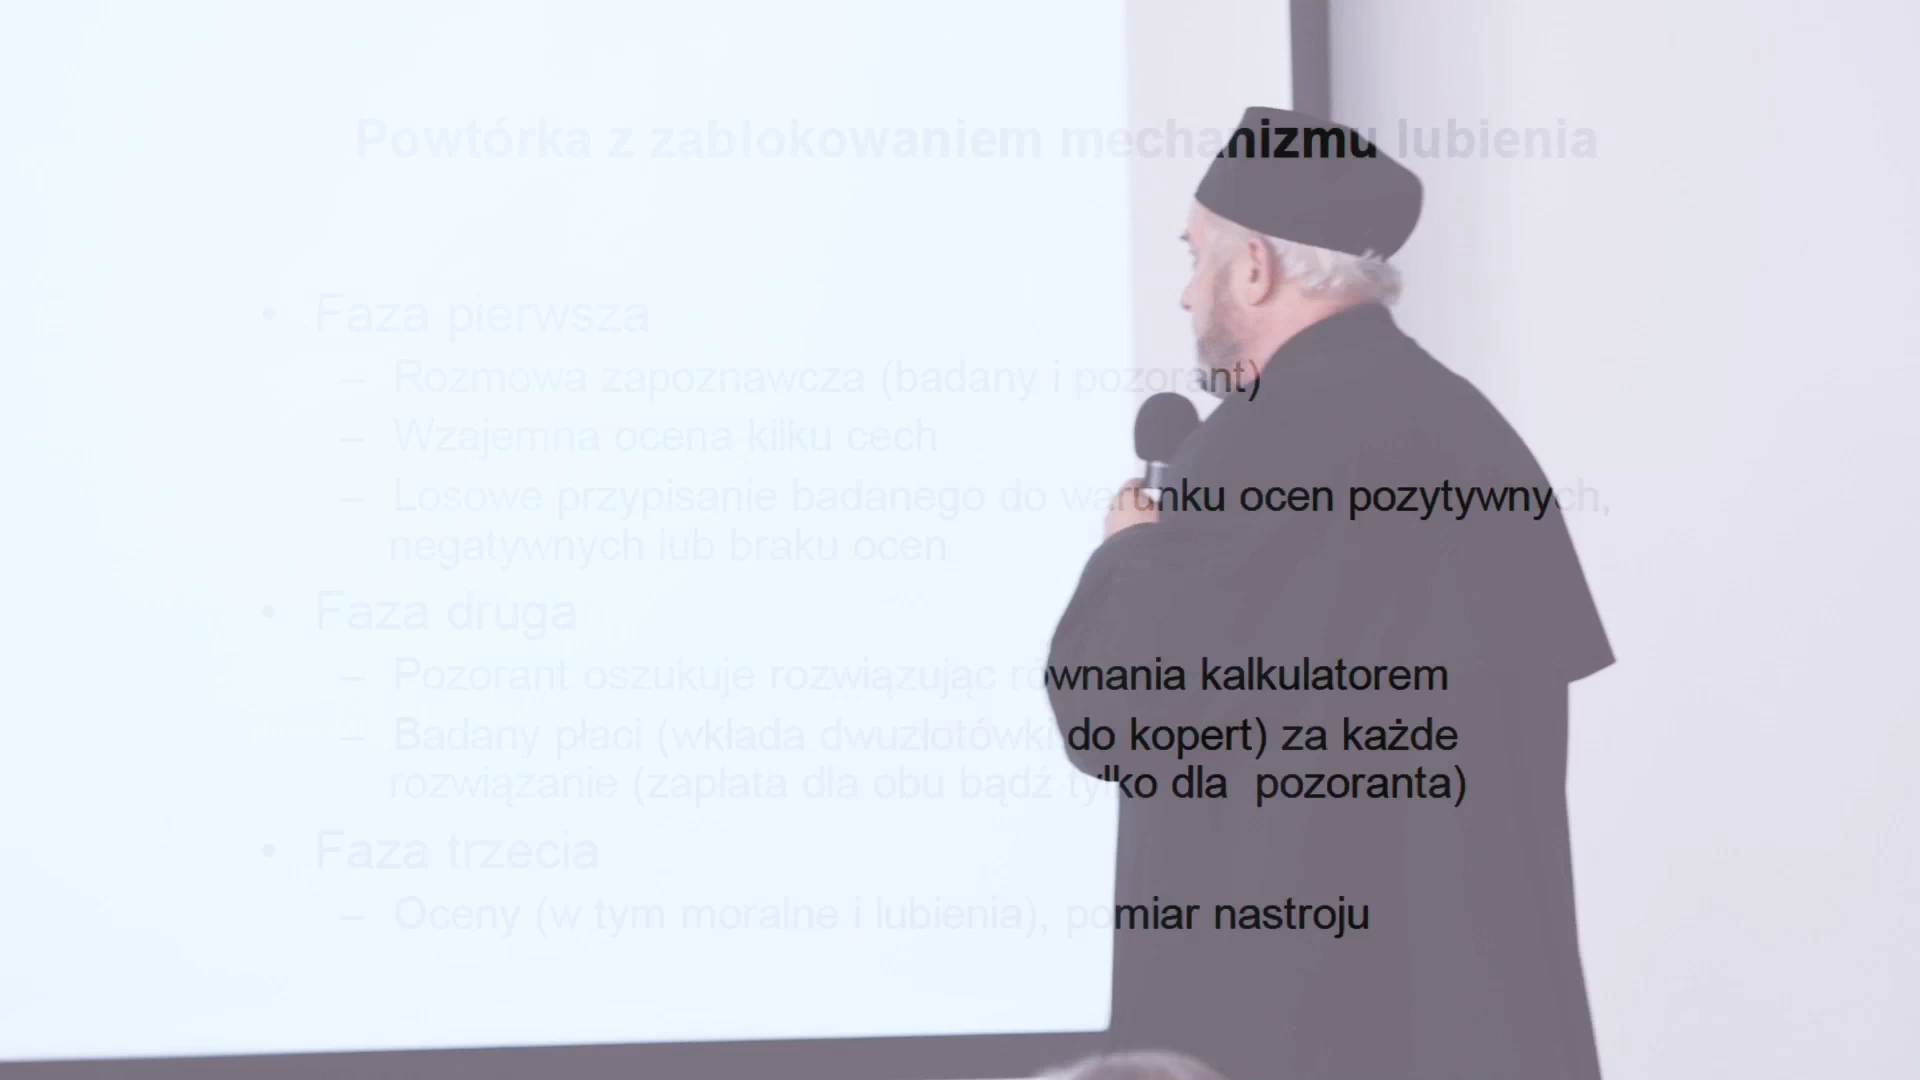 Powtórka z zablokowaniem mechanizmu lubienia
• Faza pierwsza
– Rozmowa zapoznawcza (badany i pozorant)
– Wzajemna ocena kilku cech
– Losowe przypisanie badanego do warunku ocen pozytywnych,
negatywnych lub braku ocen
• Faza druga
– Pozorant oszukuje rozwiązując równania kalkulatorem
– Badany płaci (wkłada dwuzłotówki do kopert) za każde
rozwiązanie (zapłata dla obu bądź tylko dla pozoranta)
• Faza trzecia
– Oceny (w tym moralne i lubienia), pomiar nastroju